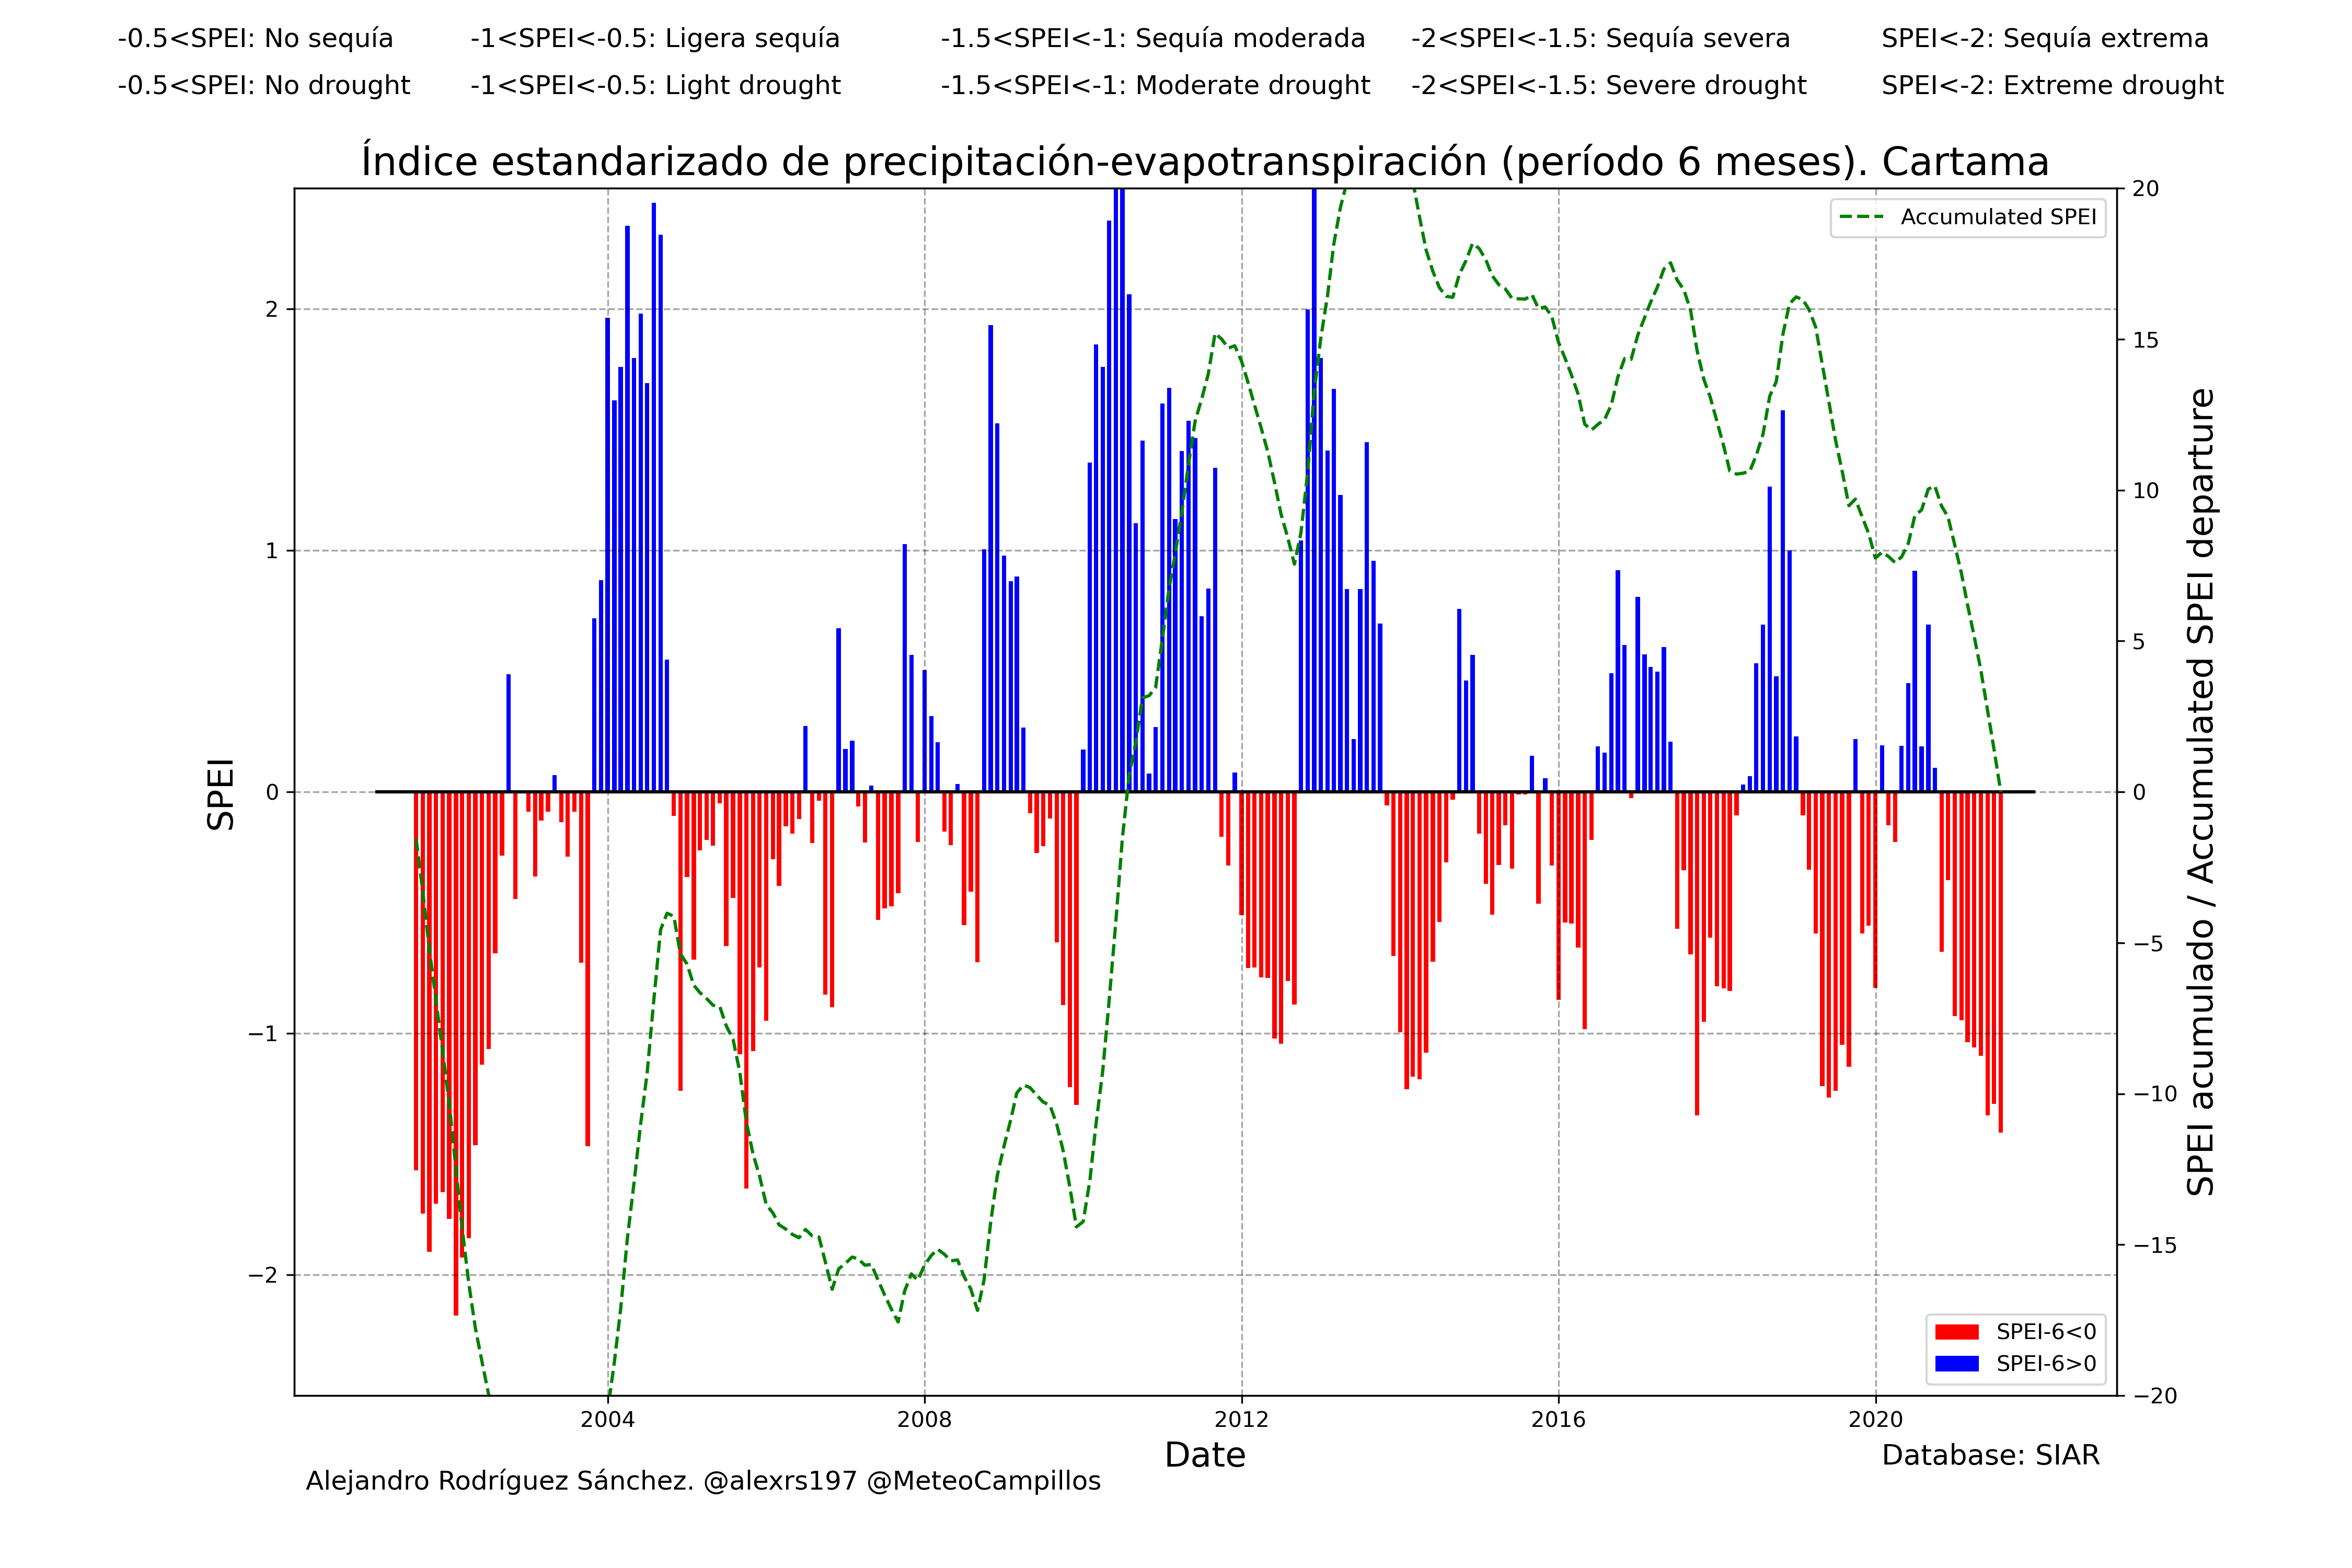 -0.5<SPEI: No sequía -1<SPEI<-0.5: Ligera sequía -1.5<SPEI<-1: Sequía moderada -2<SPEI<-1.5: Sequía severa SPEI<-2: Sequía extrema
-0.5<SPEI: No drought -1<SPEI<-0.5: Light drought -1.5<SPEI<-1: Moderate drought -2<SPEI<-1.5: Severe drought SPEI<-2: Extreme drought
Índice estandarizado de precipitación-evapotranspiración (período 6 meses). Cartama
Accumulated SPEI
SPEI
2
1
0
−1
−2
20
15
10
5
0
−5
−10
−15
−20
SPEI acumulado / Accumulated SPEI departure
SPEI-6<0
SPEI-6>0
2004 2008 2012 2016 2020
Date
Database: SIAR
Alejandro Rodríguez Sánchez. @alexrs197 @MeteoCampillos